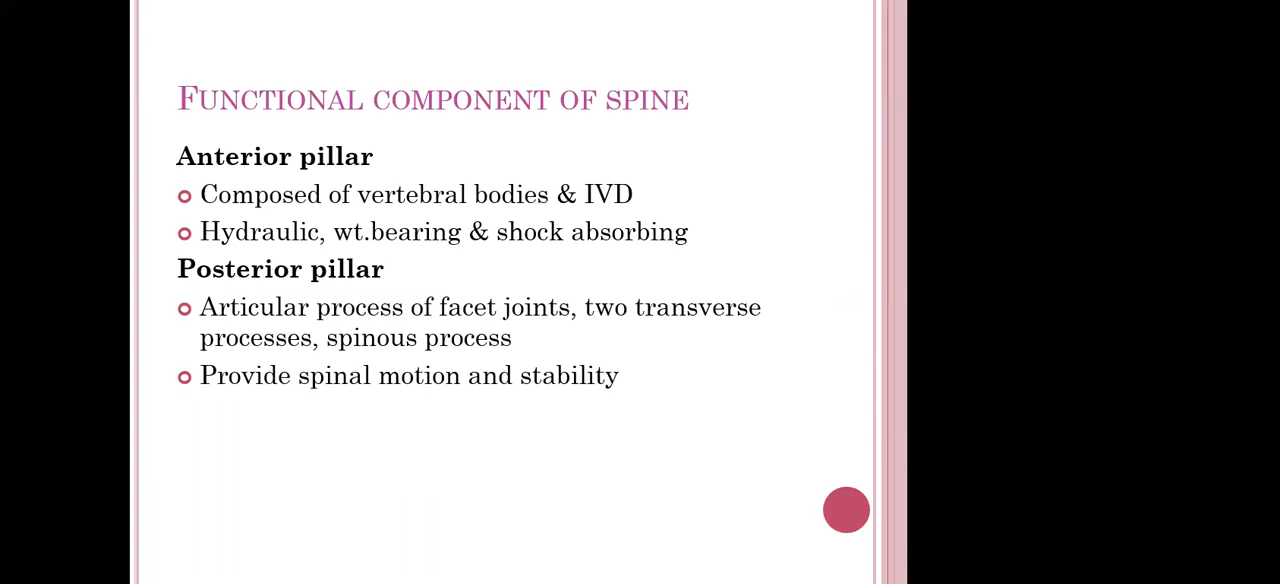 Functional component of spine
Anterior pillar
Composed of vertebral bodies & IVD
Hydraulic, wt.bearing & shock absorbing
Posterior pillar
Articular process of facet joints, two transverse
processes, spinous process
Provide spinal motion and stability